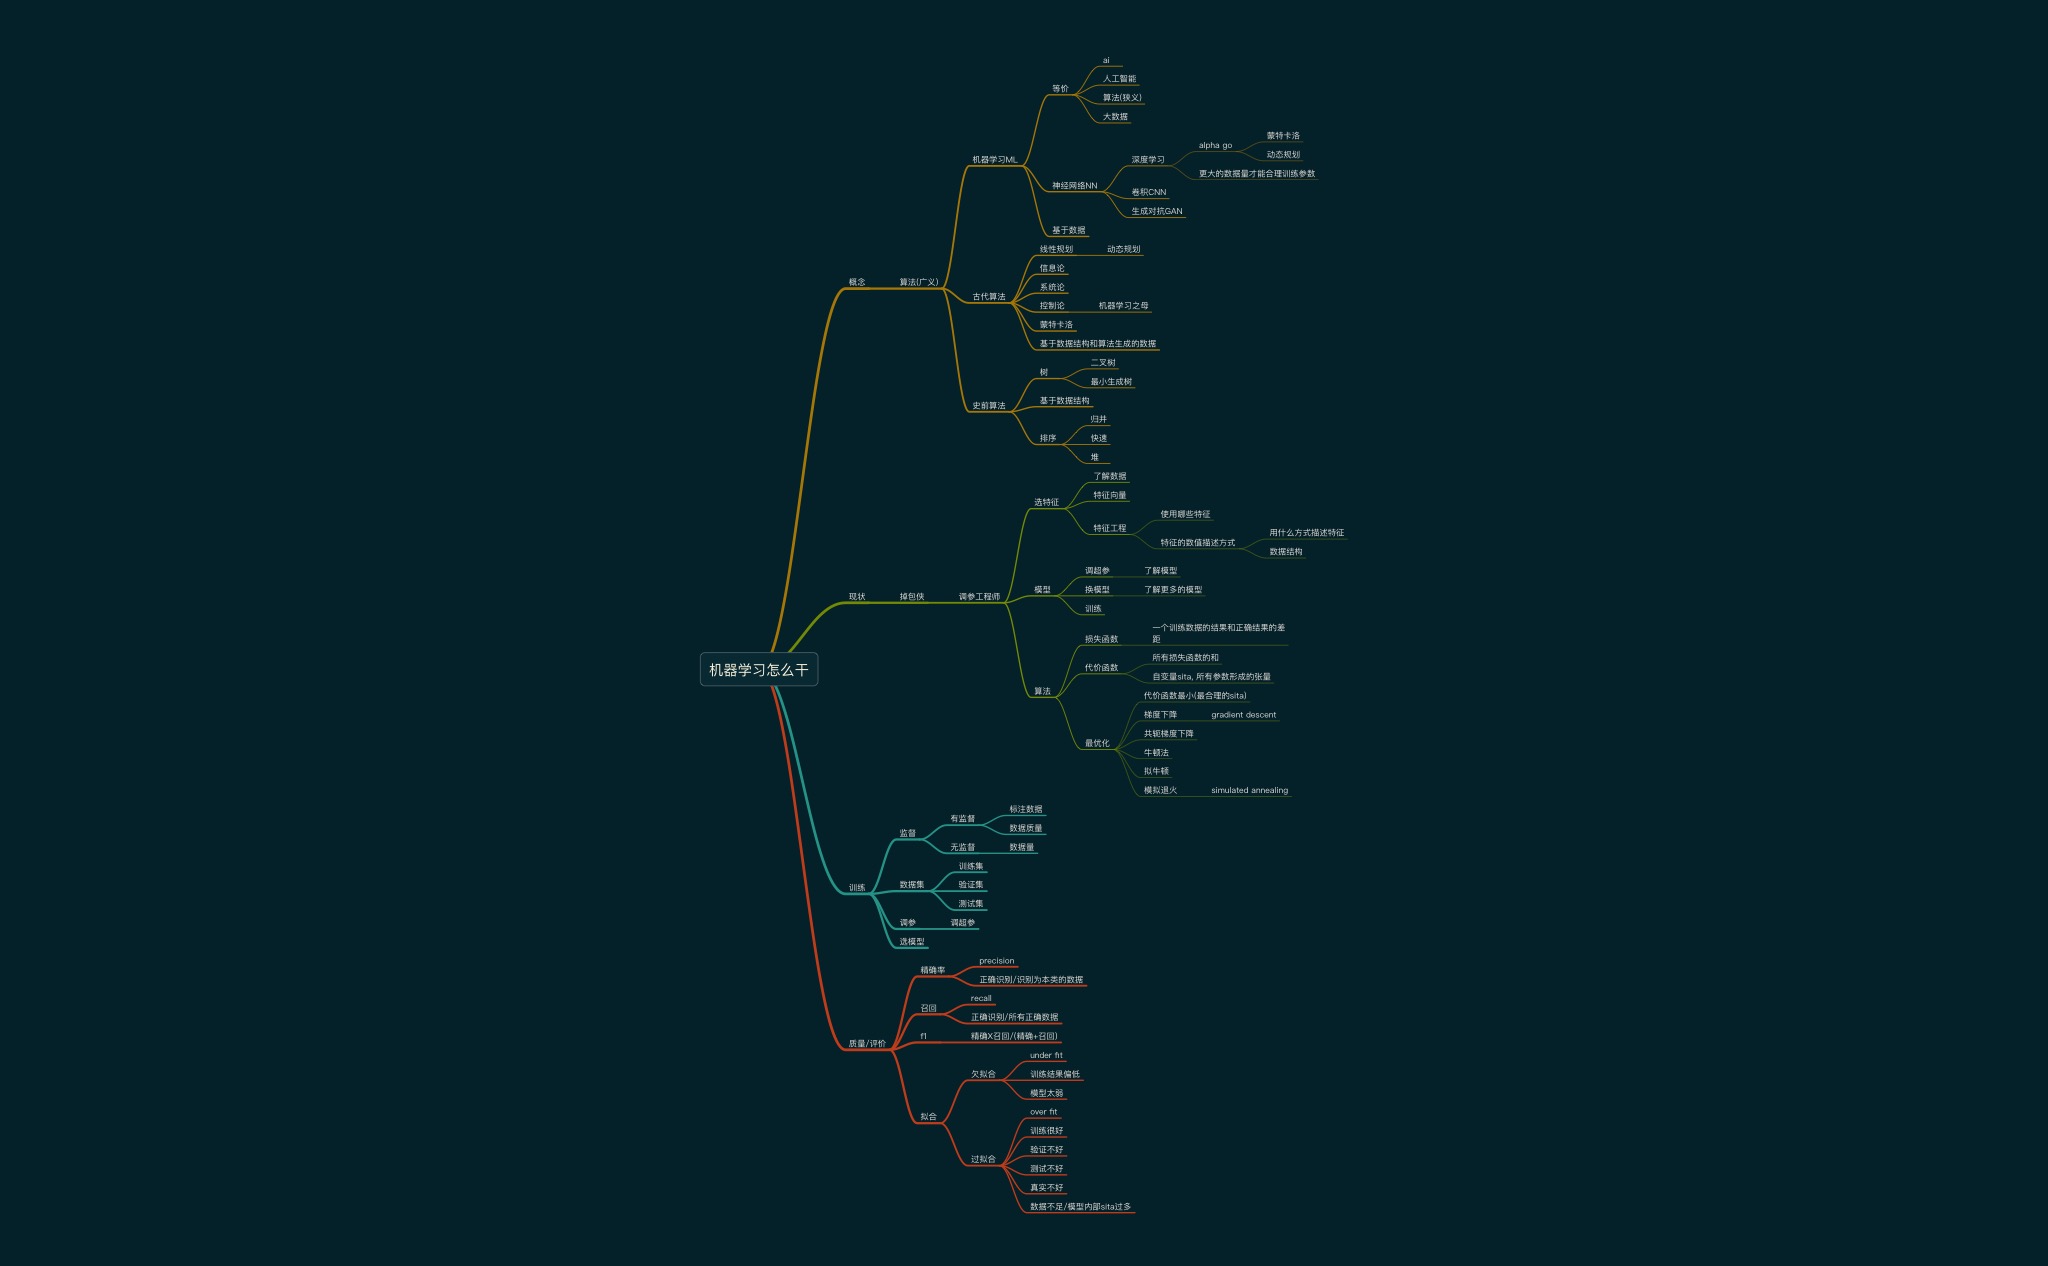 机器学习怎么干
概念
算法(广义)
机器学习ML
等价
ai
人工智能
算法(狭义)
大数据
神经网络NN
深度学习
alpha go
蒙特卡洛
动态规划
更大的数据量才能合理训练参数
卷积CNN
生成对抗GAN
基于数据
古代算法
线性规划
动态规划
信息论
系统论
控制论
机器学习之母
蒙特卡洛
基于数据结构和算法生成的数据
史前算法
树
二叉树
最小生成树
基于数据结构
排序
归并
快速
堆
现状
掉包侠
调参工程师
选特征
了解数据
特征向量
特征工程
使用哪些特征
特征的数值描述方式
用什么方式描述特征
数据结构
模型
调超参
了解模型
换模型
了解更多的模型
训练
算法
损失函数
一个训练数据的结果和正确结果的差
距
代价函数
所有损失函数的和
自变量sita, 所有参数形成的张量
最优化
代价函数最小(最合理的sita)
梯度下降
gradient descent
共轭梯度下降
牛顿法
拟牛顿
模拟退火
simulated annealing
训练
监督
有监督
标注数据
数据质量
无监督
数据量
数据集
训练集
验证集
测试集
调参
调超参
选模型
质量/评价
精确率
precision
正确识别/识别为本类的数据
召回
recall
正确识别/所有正确数据
f1
精确X召回/(精确+召回)
拟合
欠拟合
under fit
训练结果偏低
模型太弱
过拟合
over fit
训练很好
验证不好
测试不好
真实不好
数据不足/模型内部sita过多